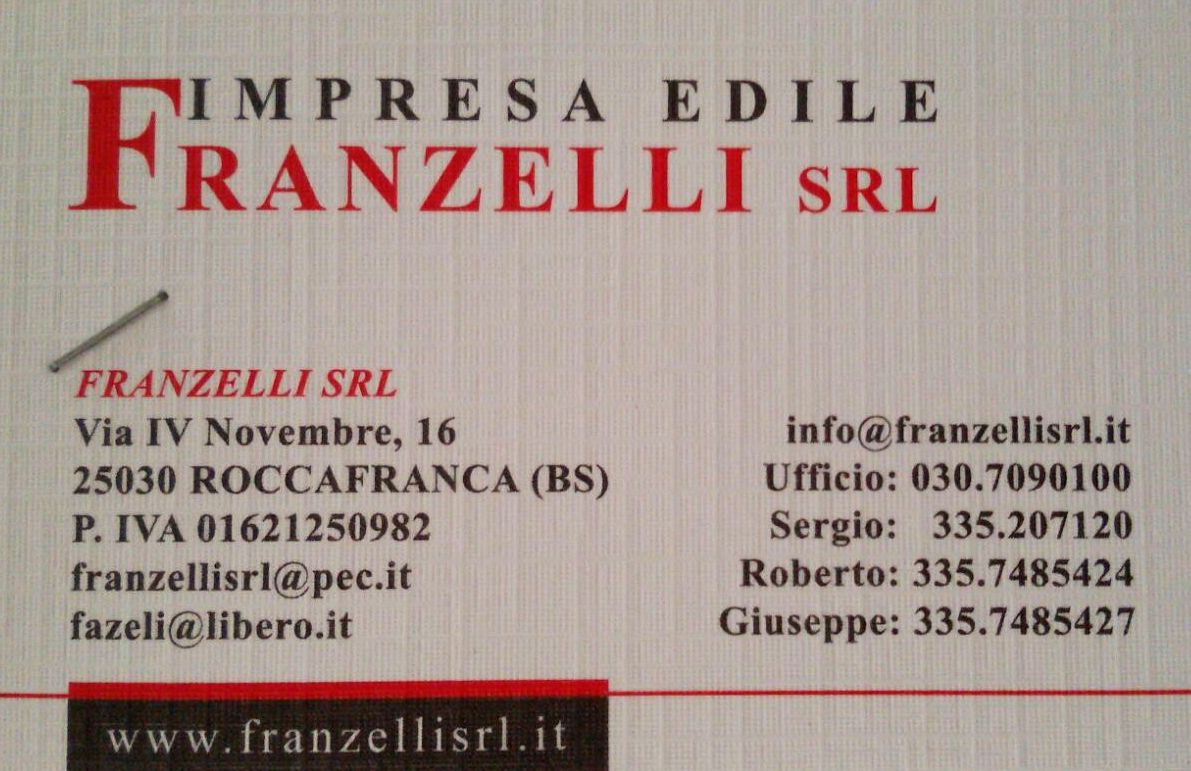 IMPRESA EDILE
FRANZELLI SRL
FRANZELLI SRL
Via IV Novembre, 16
25030 ROCCAFRANCA (BS)
P. IVA 01621250982
franzellisrl@pec.it
fazeli@libero.it
info@franzellisrl.it
Ufficio: 030.7090100
Sergio: 335.207120
Roberto: 335.7485424
Giuseppe: 335.7485427
www.franzellisrl.it